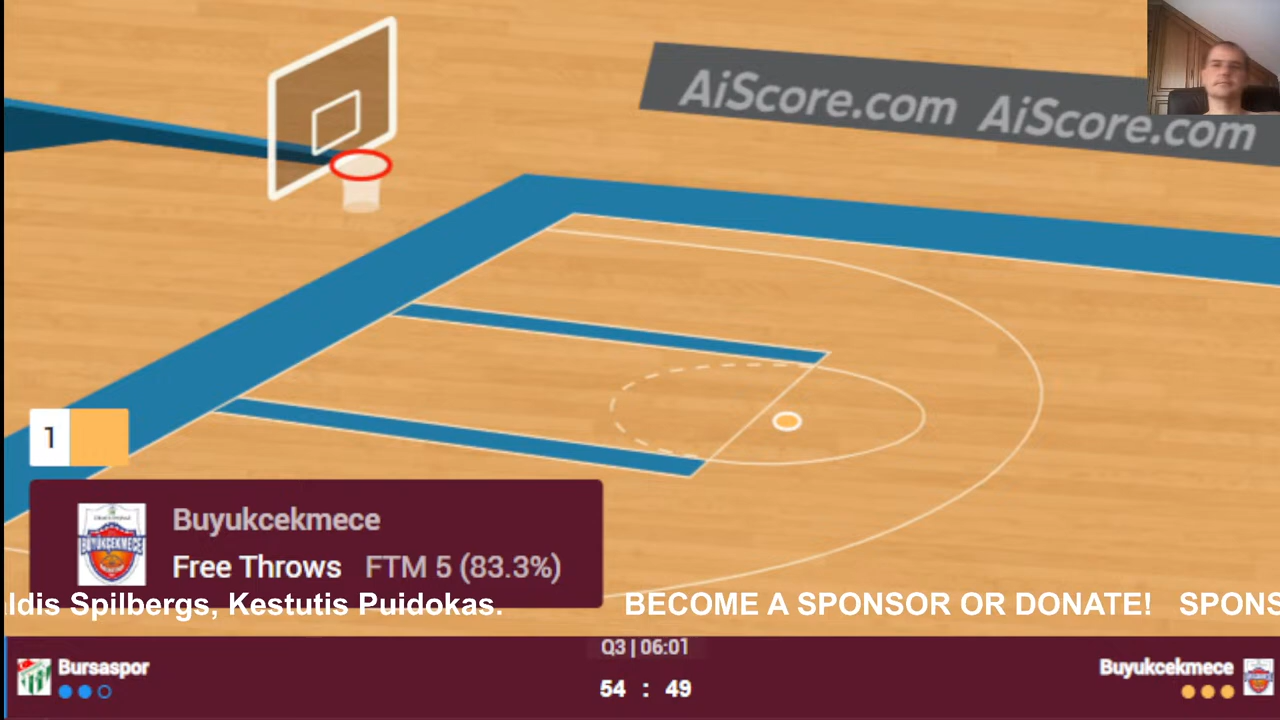 AiScore.com AiScore.com
1
Buyukcekmece
Free Throws FTM 5 (83.3%)
BÜYÜKÇEKMECE
ldis Spilbergs, Kestutis Puidokas. BECOME A SPONSOR OR DONATE! SPONS
Q3 | 06:01
Bursaspor
54 : 49
Buyukcekmece